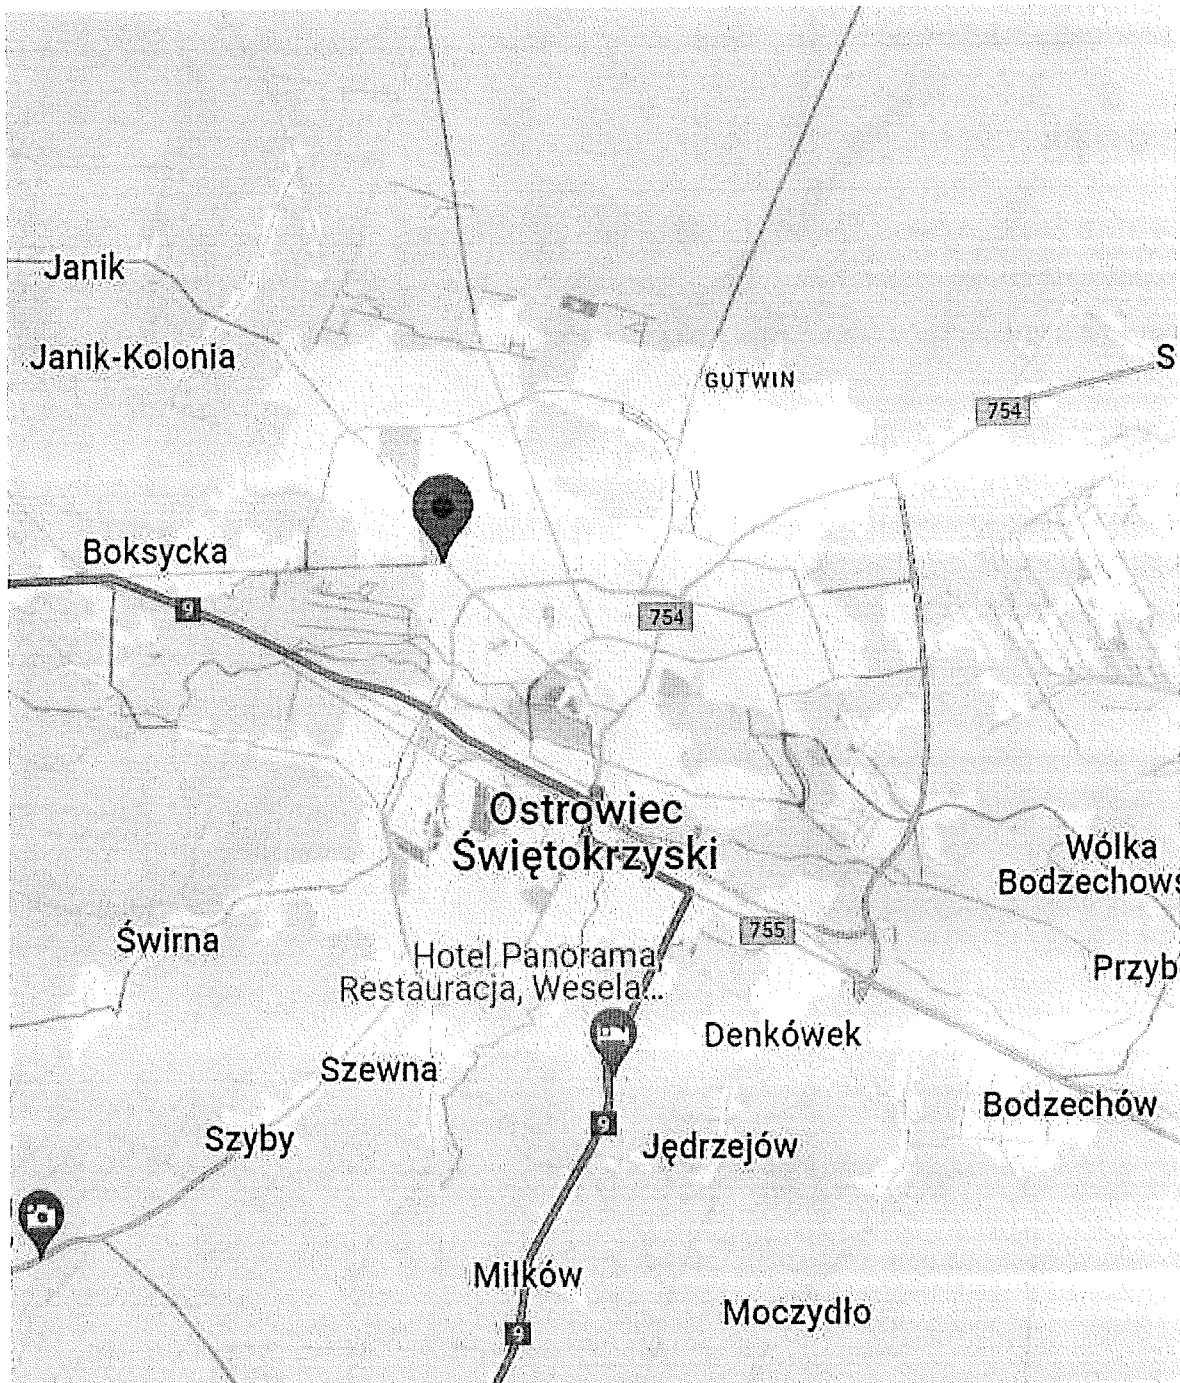 Janik
Janik-Kolonia
S
GUTWIN
754
Boksycka
9
754
Ostrowiec
Świętokrzyski
Wólka
Bodzechows
Świrna
755
Hotel Panorama,
Restauracja, Wesela...
Przyb
Denkówek
Szewna
Bodzechów
Szyby
9
Jędrzejów
Miłków
Moczydło
9